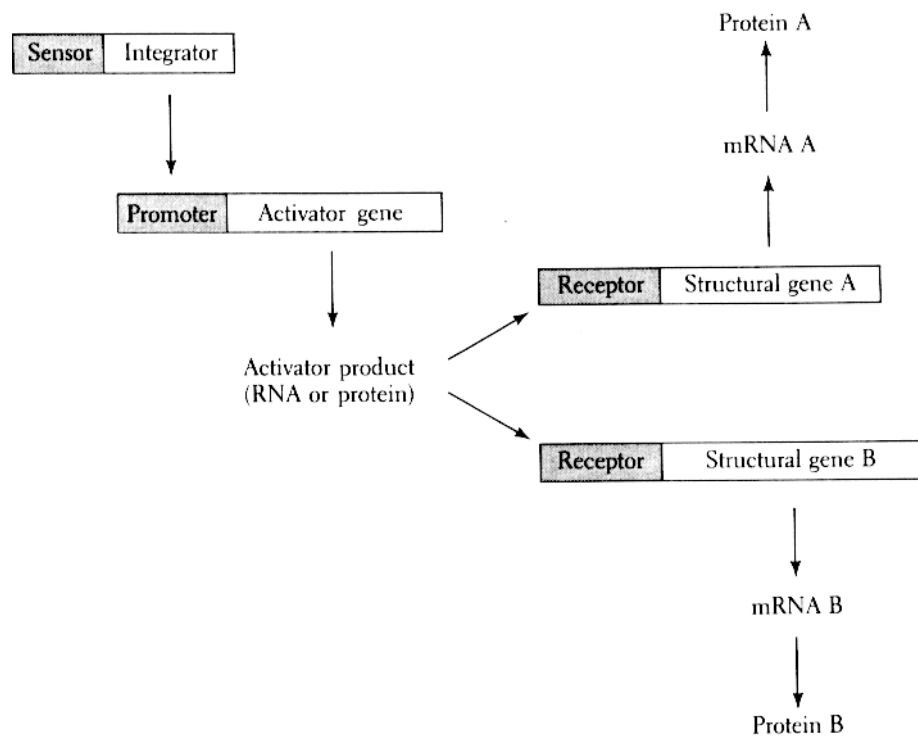 Protein A
Sensor Integrator
mRNA A
Promoter Activator gene
Receptor Structural gene A
Activator product
(RNA or protein)
Receptor Structural gene B
mRNA B
Protein B